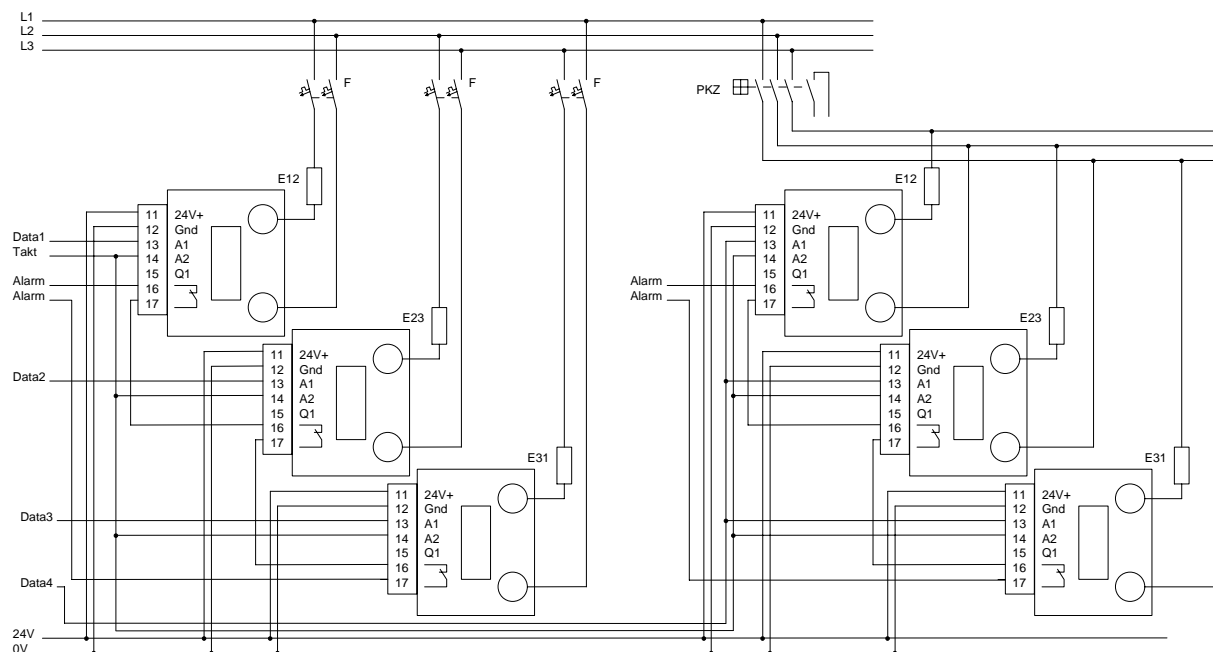 L1
L2
L3
F
F
F
PKZ
E12
E12
11 24V+
12 Gnd
13 A1
14 A2
15 Q1
16
17
11 24V+
12 Gnd
13 A1
14 A2
15 Q1
16
17
Data1
Takt
Alarm
Alarm
Alarm
Alarm
E23
E23
11 24V+
12 Gnd
13 A1
14 A2
15 Q1
16
17
11 24V+
12 Gnd
13 A1
14 A2
15 Q1
16
17
Data2
E31
E31
11 24V+
12 Gnd
13 A1
14 A2
15 Q1
16
17
11 24V+
12 Gnd
13 A1
14 A2
15 Q1
16
17
Data3
Data4
24V
0V